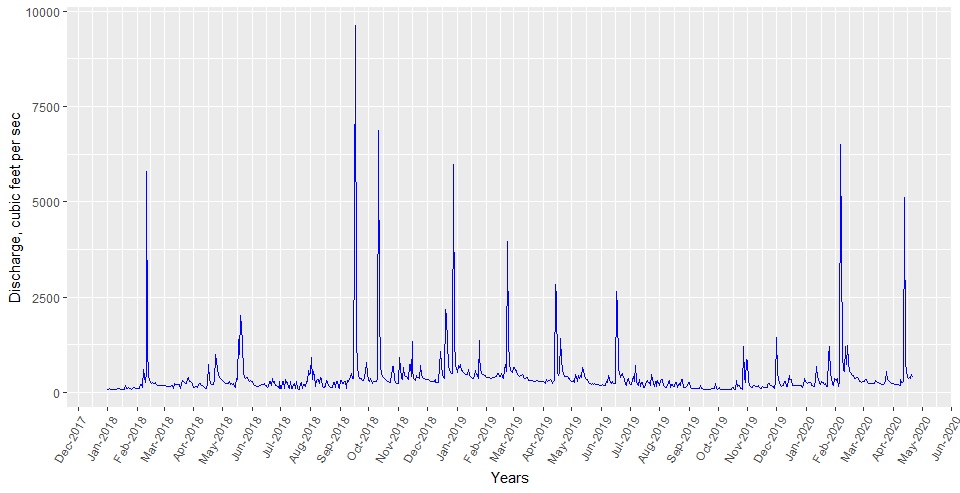 Discharge, cubic feet per sec
10000
7500
5000
2500
0
Dec-2017
Jan-2018
Feb-2018
Mar-2018
Apr-2018
May-2018
Jun-2018
Jul-2018
Aug-2018
Sep-2018
Oct-2018
Nov-2018
Dec-2018
Jan-2019
Feb-2019
Mar-2019
Apr-2019
May-2019
Jun-2019
Jul-2019
Aug-2019
Sep-2019
Oct-2019
Nov-2019
Dec-2019
Jan-2020
Feb-2020
Mar-2020
Apr-2020
May-2020
Jun-2020
Years